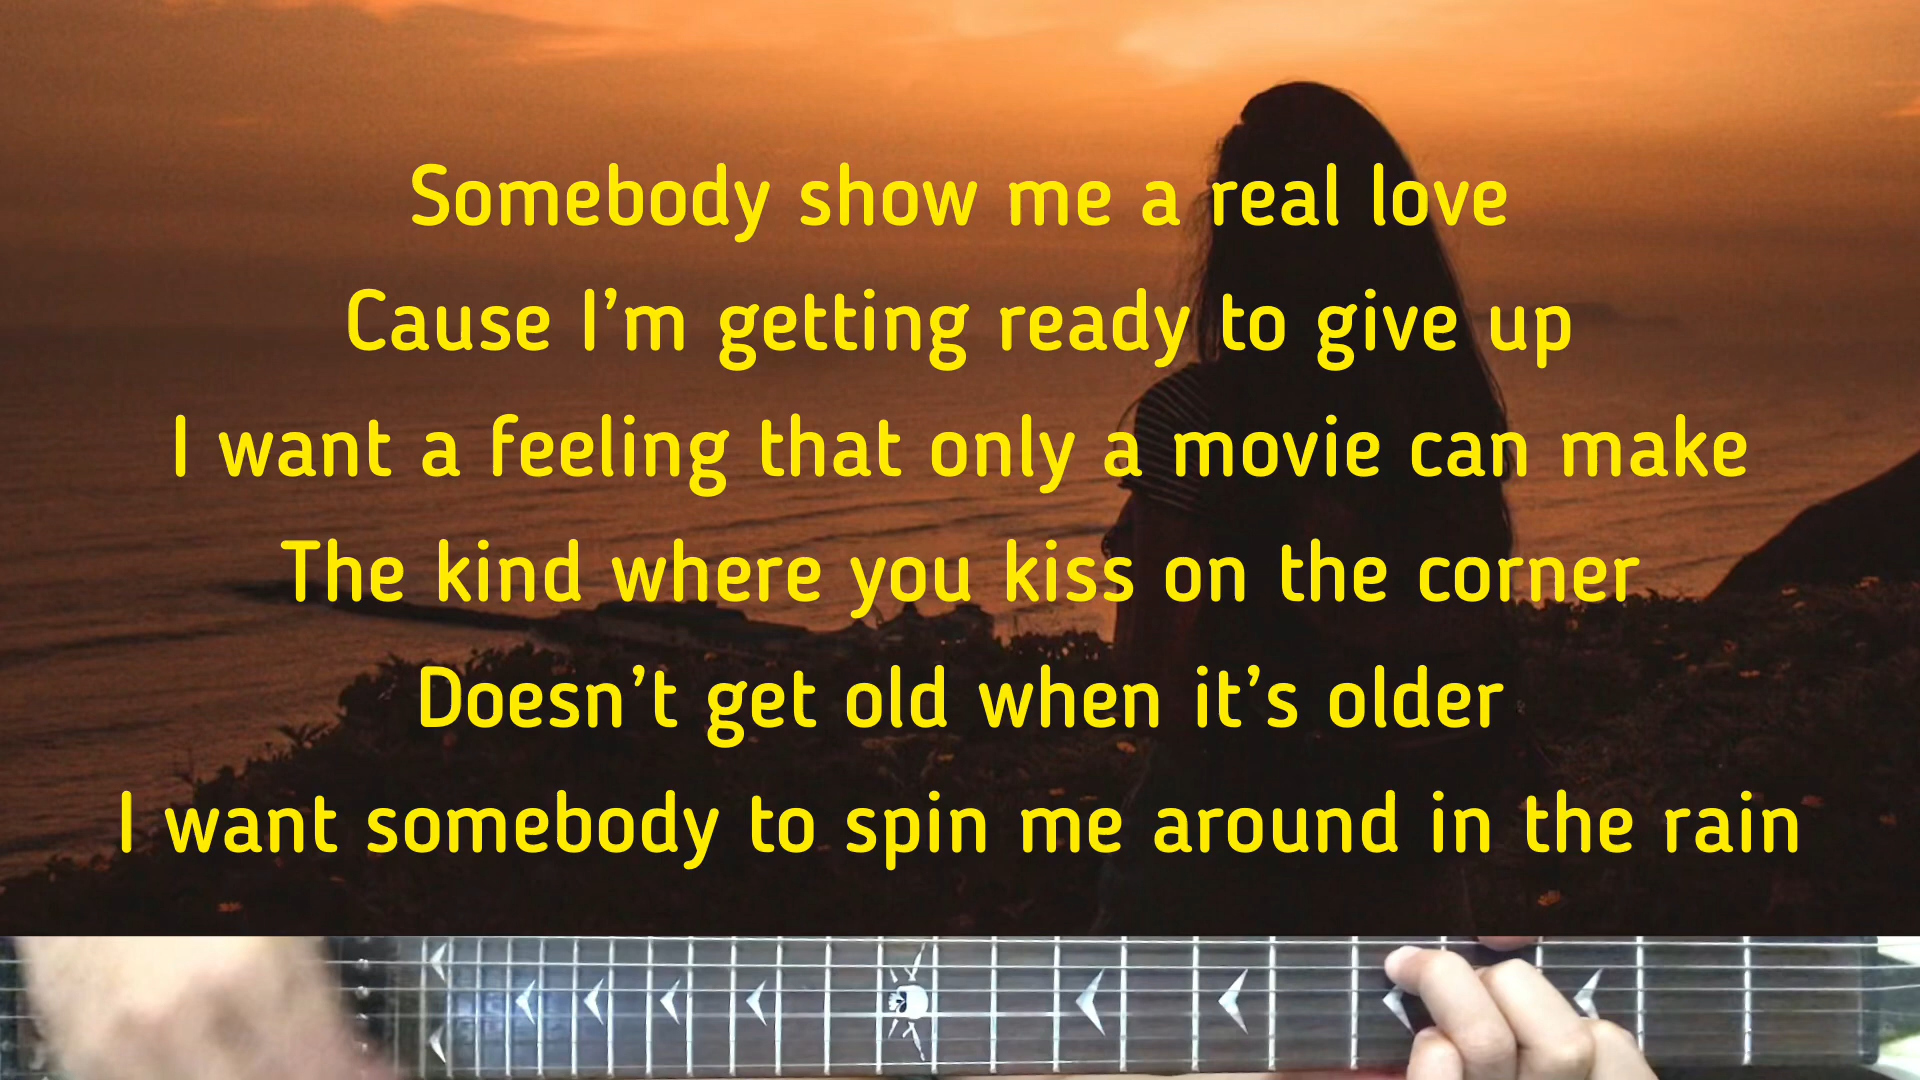 Somebody show me a real love
Cause I’m getting ready to give up
I want a feeling that only a movie can make
The kind where you kiss on the corner
Doesn’t get old when it’s older
I want somebody to spin me around in the rain